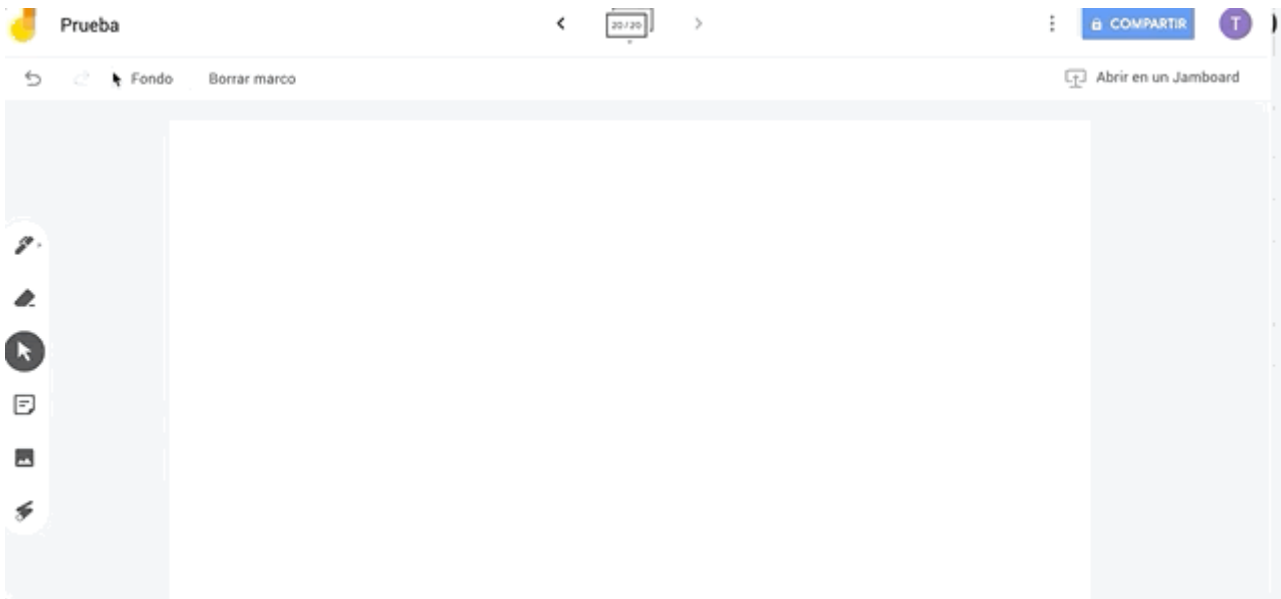 Prueba
20 / 20
COMPARTIR
T
Fondo
Borrar marco
Abrir en un Jamboard